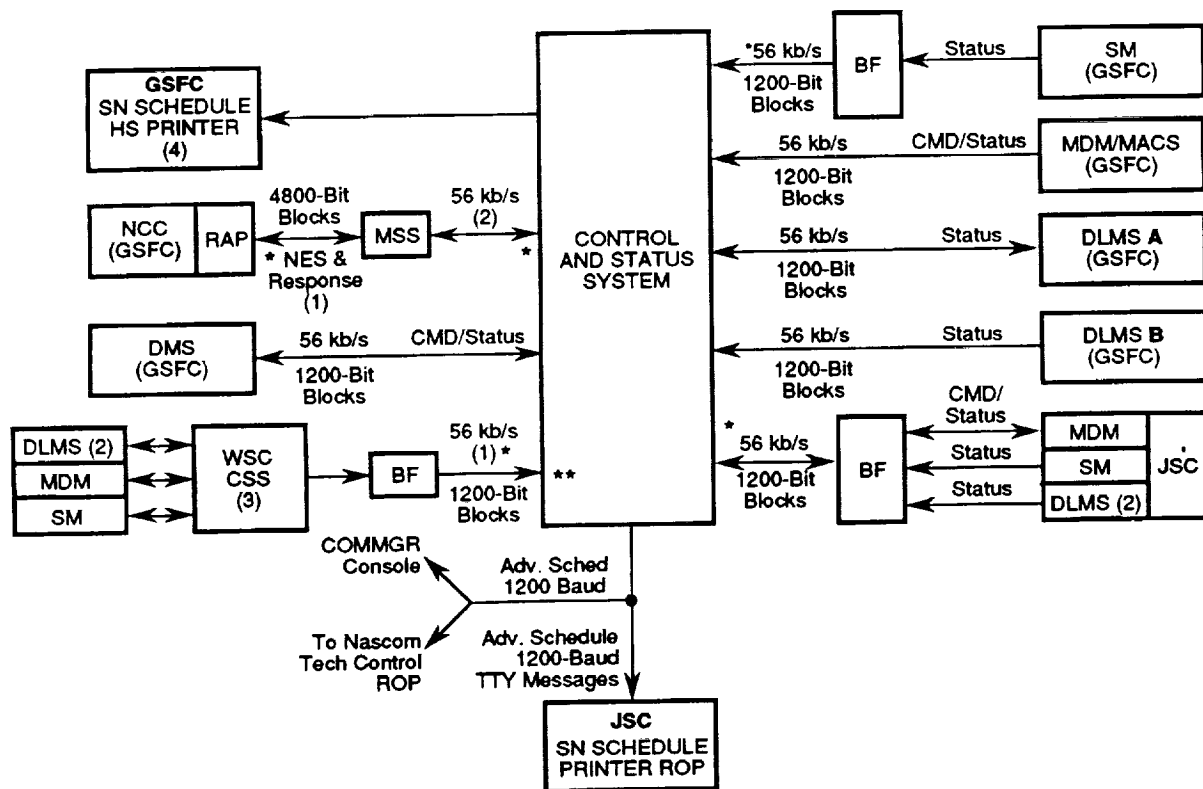 GSFC
SN SCHEDULE
HS PRINTER
(4)
*56 kb/s
1200-Bit
Blocks
BF
Status
SM
(GSFC)
56 kb/s
1200-Bit
Blocks
CMD/Status
MDM/MACS
(GSFC)
NCC
(GSFC)
RAP
4800-Bit
Blocks
* NES &
Response
(1)
MSS
56 kb/s
(2)
*
CONTROL
AND STATUS
SYSTEM
56 kb/s
1200-Bit
Blocks
Status
DLMS A
(GSFC)
DMS
(GSFC)
56 kb/s
1200-Bit
Blocks
CMD/Status
56 kb/s
1200-Bit
Blocks
Status
DLMS B
(GSFC)
DLMS (2)
MDM
SM
WSC
CSS
(3)
BF
56 kb/s
(1) *
1200-Bit
Blocks
**
*
56 kb/s
1200-Bit
Blocks
BF
CMD/
Status
Status
Status
MDM
SM
DLMS (2)
JSC
COMMGR
Console
Adv. Sched
1200 Baud
To Nascom
Tech Control
ROP
Adv. Schedule
1200-Baud
TTY Messages
JSC
SN SCHEDULE
PRINTER ROP